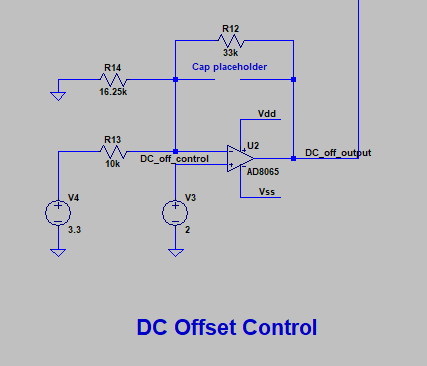 R12
33k
Cap placeholder
R14
16.25k
Vdd
R13
U2
DC_off_control
DC_off_output
10k
AD8065
Vss
V4
V3
3.3
2
DC Offset Control